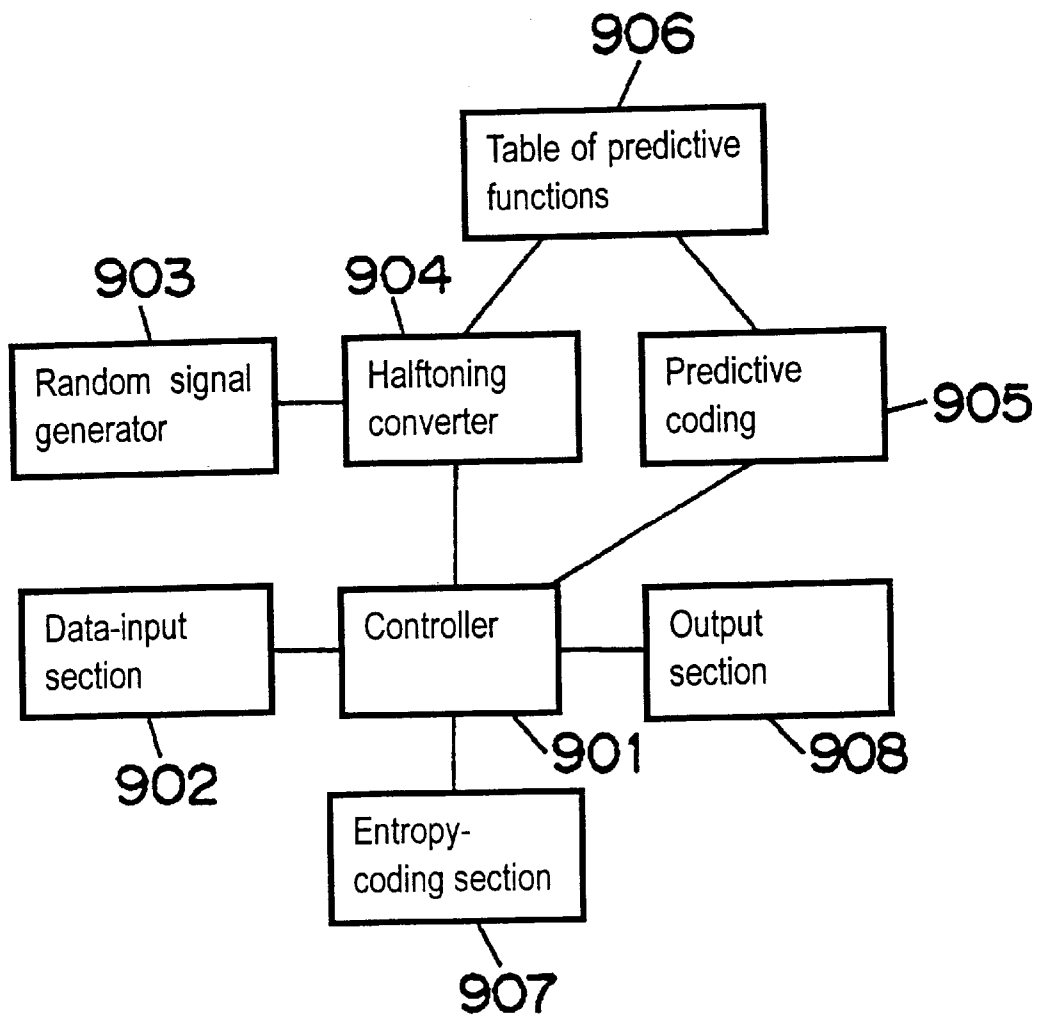 906
Table of predictive
functions
903
904
Random signal
generator
Halftoning
converter
Predictive
coding
905
Data-input
section
Controller
Output
section
902
901
908
Entropy-
coding section
907